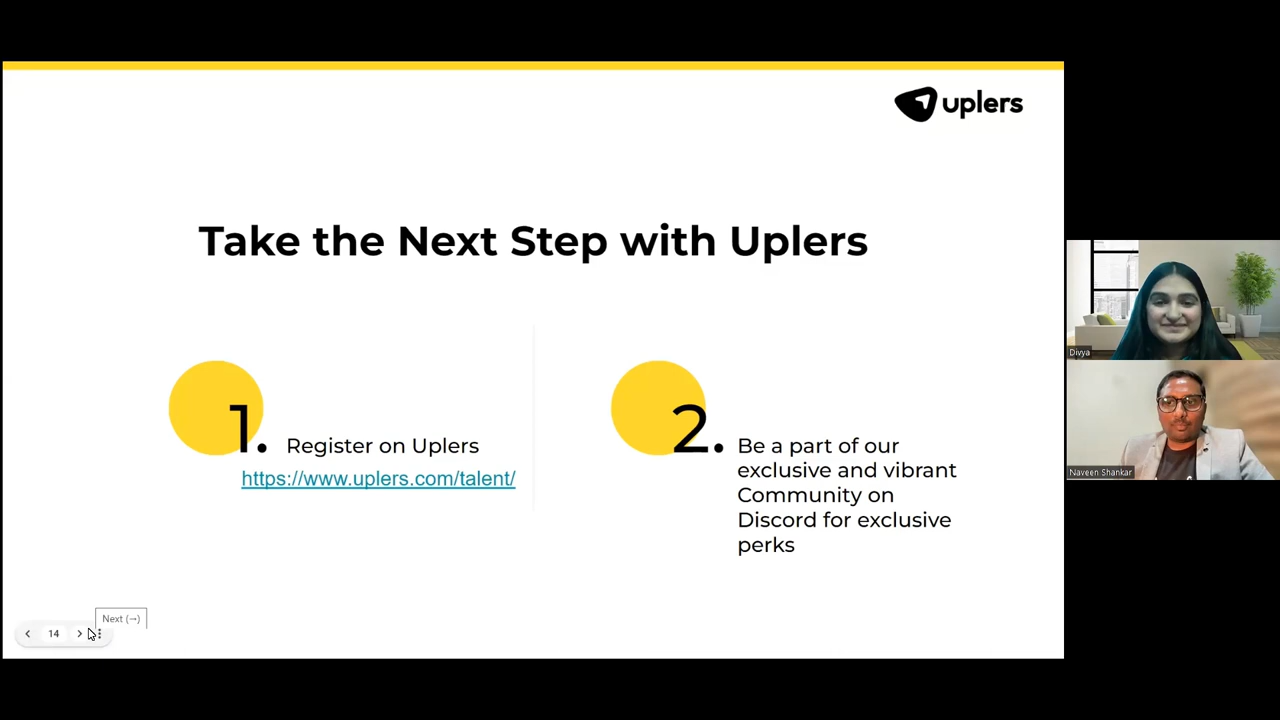 uplers
Take the Next Step with Uplers
1. Register on Uplers
https://www.uplers.com/talent/
2. Be a part of our
exclusive and vibrant
Community on
Discord for exclusive
perks
Divya
Naveen Shankar
Next (→)
14